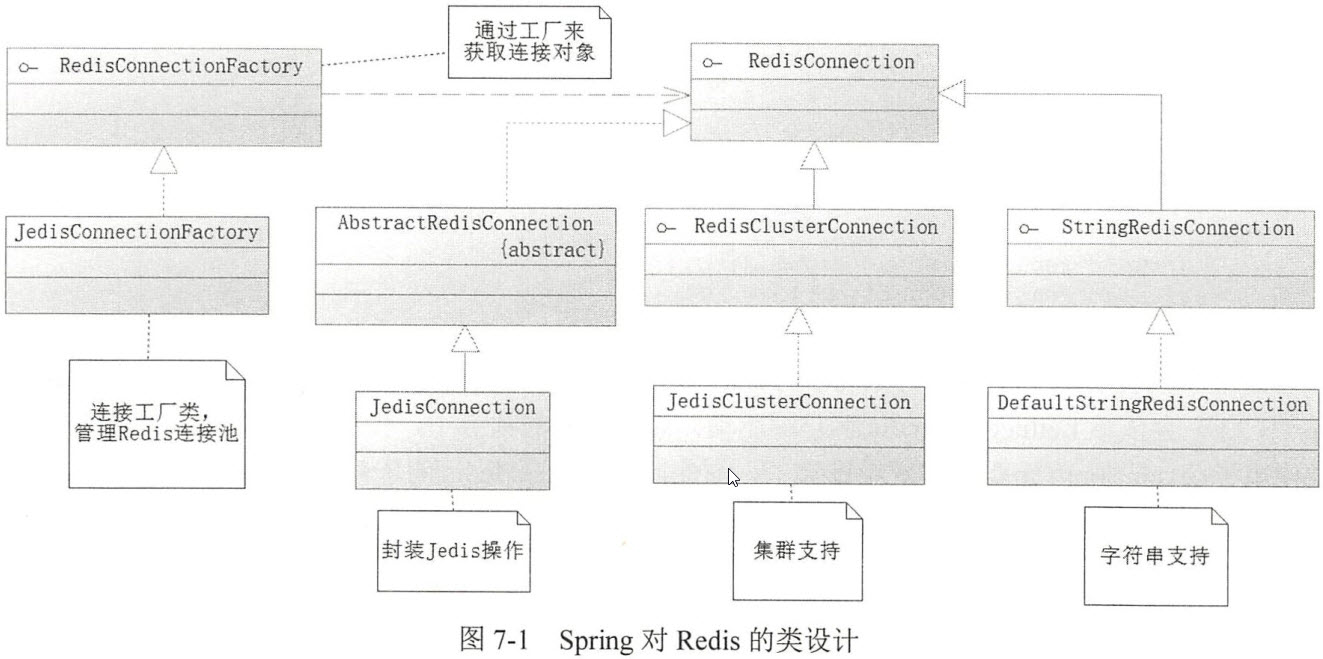 通过工厂来
获取连接对象
RedisConnectionFactory
RedisConnection
JedisConnectionFactory
AbstractRedisConnection
{abstract}
RedisClusterConnection
StringRedisConnection
连接工厂类,
管理Redis连接池
JedisConnection
JedisClusterConnection
DefaultStringRedisConnection
封装Jedis操作
集群支持
字符串支持
图 7-1 Spring 对 Redis 的类设计